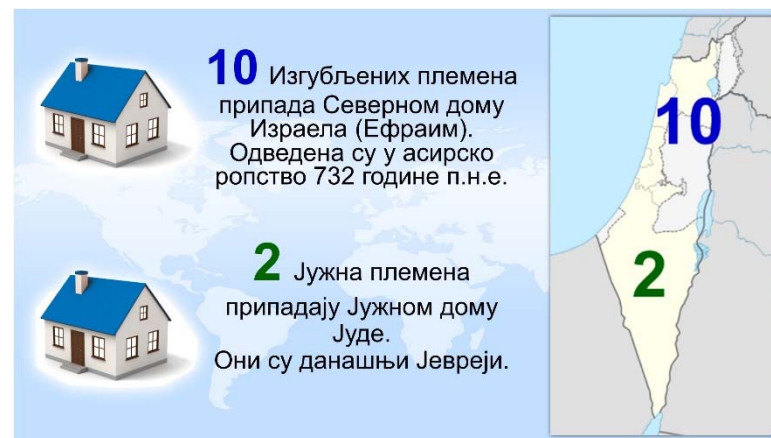 10 Изгубљених племена
припада Северном дому
Израела (Ефраим).
Одведена су у асирско
ропство 732 године п.н.е.
10
2 Јужна племена
припадају Јужном дому
Јуде.
Они су данашњи Јевреји.
2